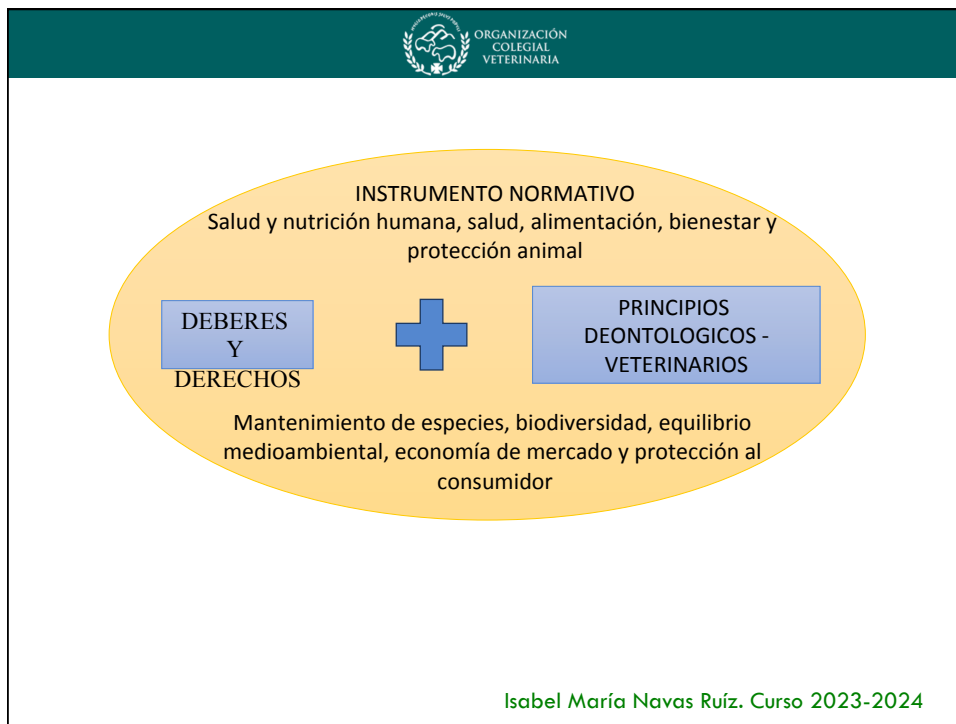 ORGANIZACIÓN
COLEGIAL
VETERINARIA
INSTRUMENTO NORMATIVO
Salud y nutrición humana, salud, alimentación, bienestar y
protección animal
DEBERES
Y
DERECHOS
PRINCIPIOS
DEONTOLOGICOS -
VETERINARIOS
Mantenimiento de especies, biodiversidad, equilibrio
medioambiental, economía de mercado y protección al
consumidor
Isabel María Navas Ruíz. Curso 2023-2024